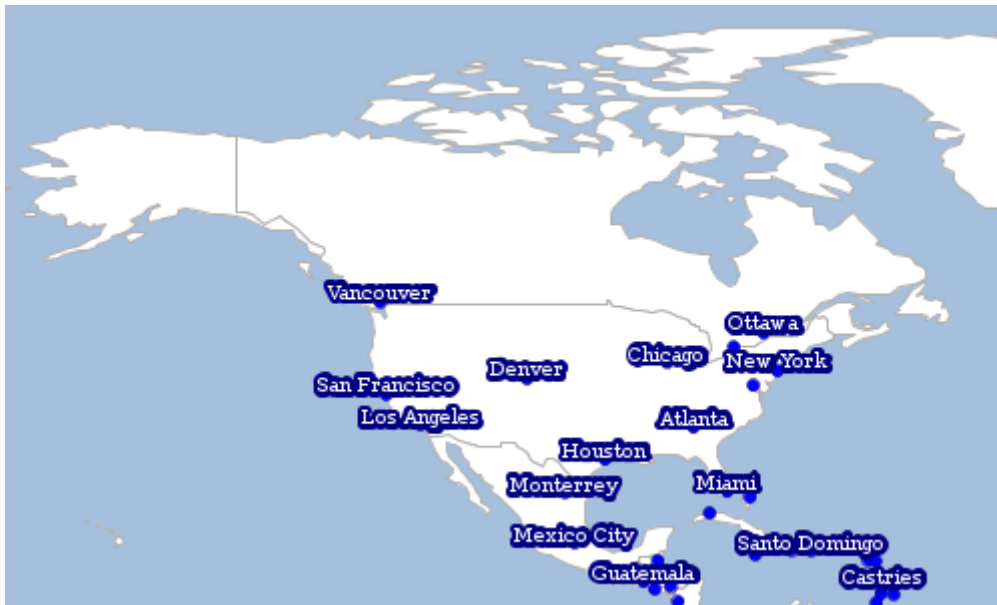 Vancouver
Ottawa
Chicago
New York
Denver
San Francisco
Los Angeles
Atlanta
Houston
Miami
Monterrey
Mexico City
Santo Domingo
Guatemala
Castries